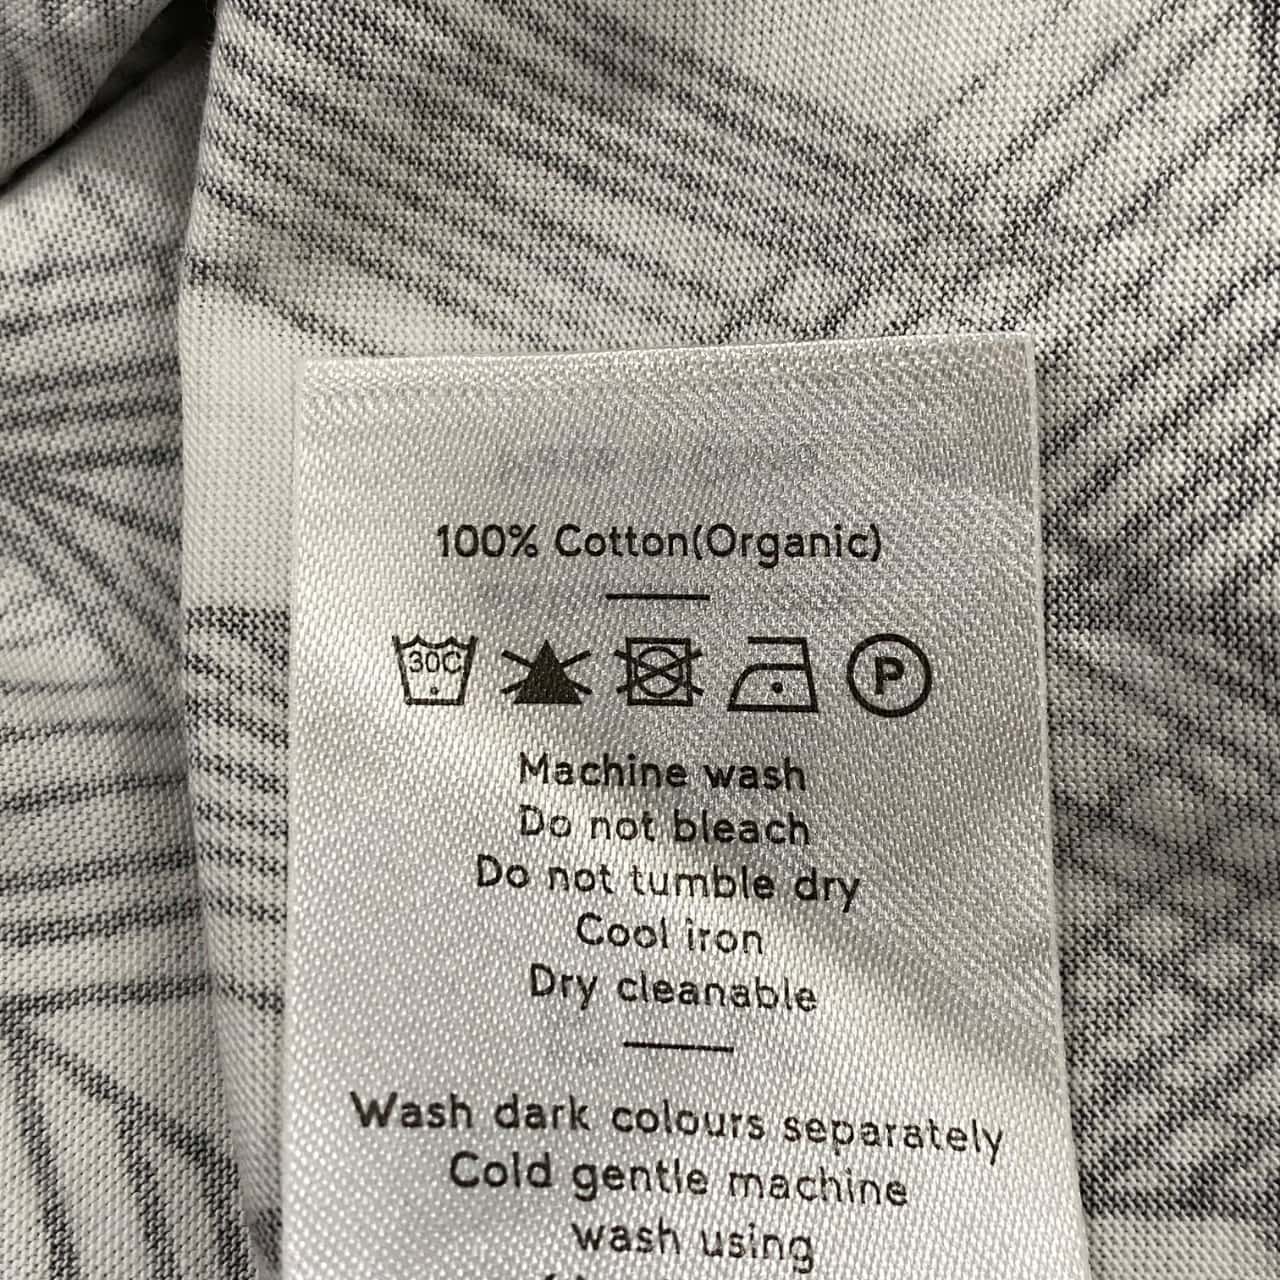 100% Cotton(Organic)
30C
P
Machine wash
Do not bleach
Do not tumble dry
Cool iron
Dry cleanable
Wash dark colours separately
Cold gentle machine
wash using